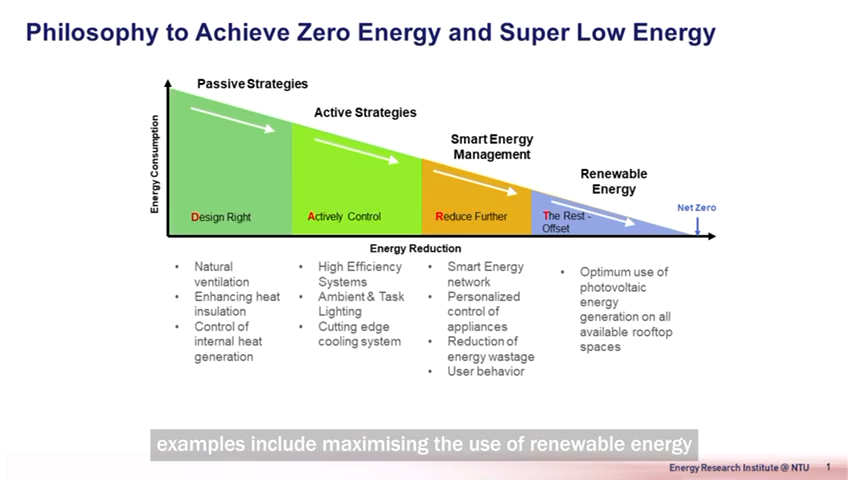 Philosophy to Achieve Zero Energy and Super Low Energy
Passive Strategies
Active Strategies
Smart Energy
Management
Renewable
Energy
Energy Consumption
Design Right
Actively Control
Reduce Further
The Rest -
Offset
Net Zero
Energy Reduction
• Natural
ventilation
• Enhancing heat
insulation
• Control of
internal heat
generation
• High Efficiency
Systems
• Ambient & Task
Lighting
• Cutting edge
cooling system
• Smart Energy
network
• Personalized
control of
appliances
• Reduction of
energy wastage
• User behavior
• Optimum use of
photovoltaic
energy
generation on all
available rooftop
spaces
examples include maximising the use of renewable energy
Energy Research Institute @ NTU 1